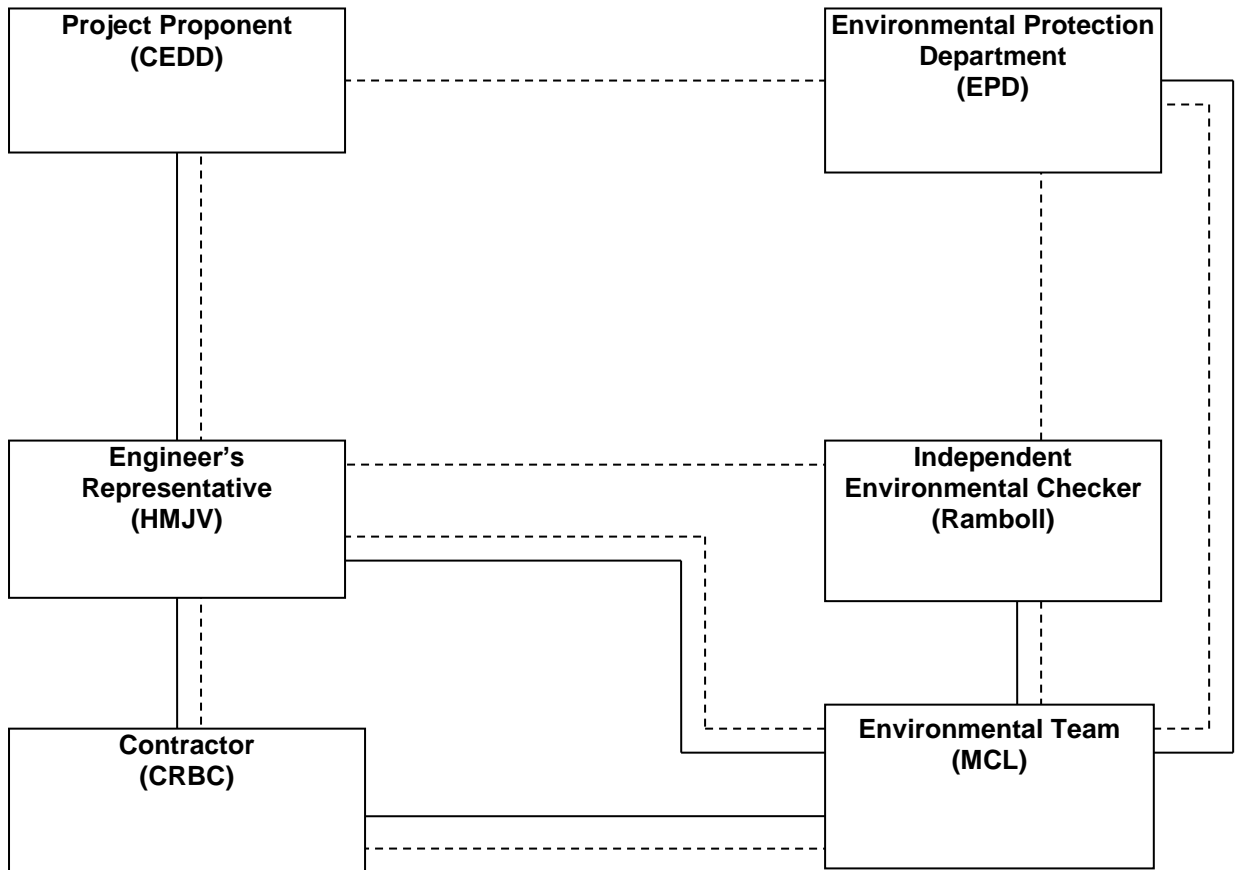 Project Proponent
(CEDD)
Environmental Protection
Department
(EPD)
Engineer’s
Representative
(HMJV)
Independent
Environmental Checker
(Ramboll)
Contractor
(CRBC)
Environmental Team
(MCL)